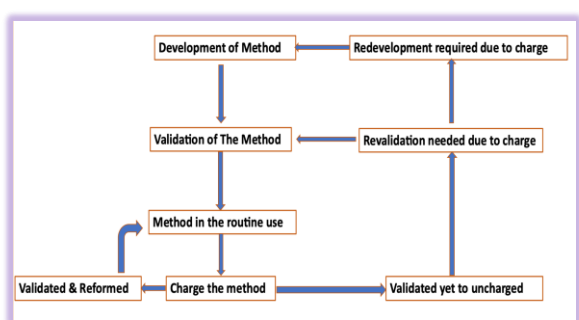 Development of Method
Redevelopment required due to charge
Validation of The Method
Revalidation needed due to charge
Method in the routine use
Validated & Reformed
Charge the method
Validated yet to uncharged